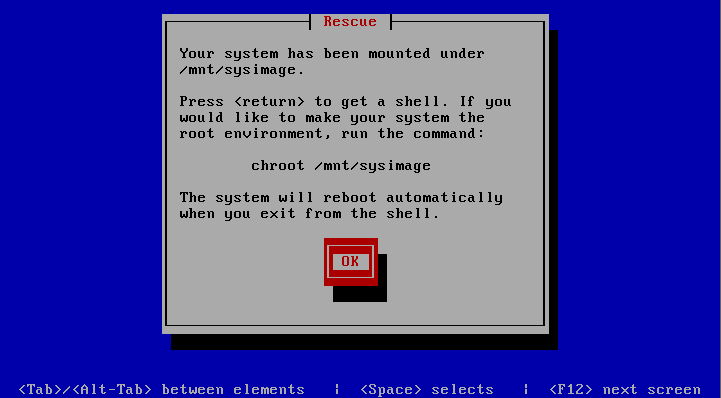 Rescue
Your system has been mounted under
/mnt/sysimage.
Press <return> to get a shell. If you
would like to make your system the
root environment, run the command:
chroot /mnt/sysimage
The system will reboot automatically
when you exit from the shell.
OK
<Tab>/<Alt-Tab> between elements | <Space> selects | <F12> next screen